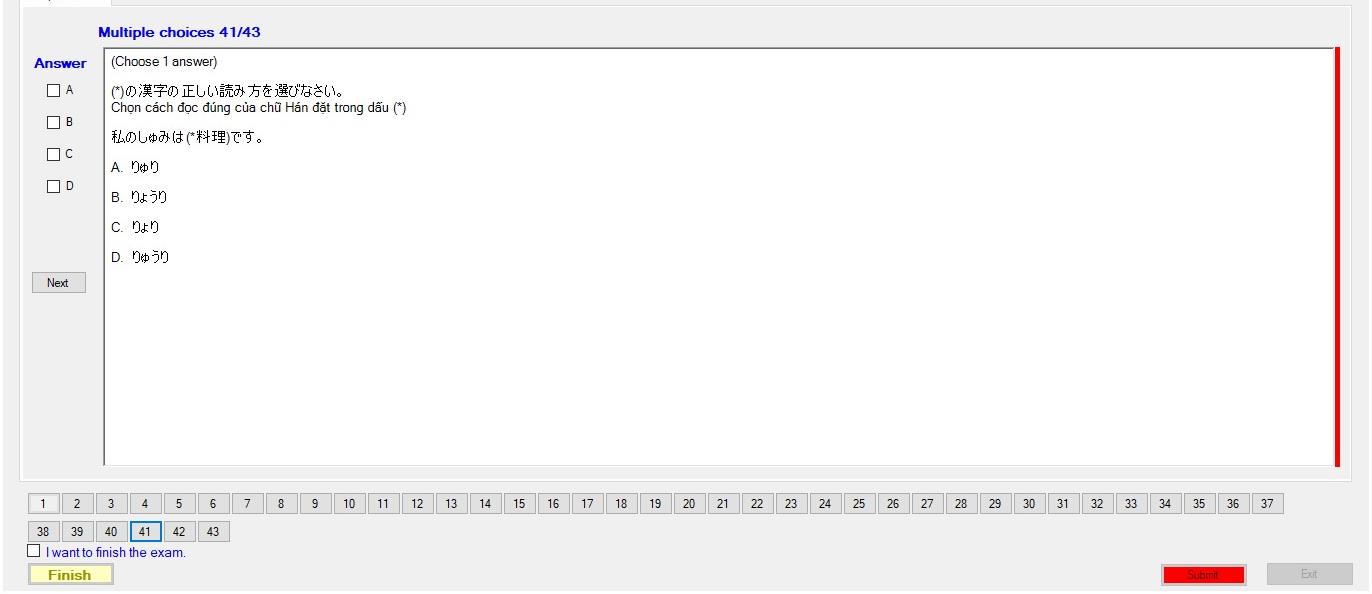 Multiple choices 41/43
Answer
(Choose 1 answer)
A
(*)の漢字の正しい読み方を選びなさい。
Chọn cách đọc đúng của chữ Hán đặt trong dấu (*)
B
私のしゅみは(*料理)です。
C
A. りゅり
D
B. りょうり
C. りょり
D. りゅうり
Next
1 2 3 4 5 6 7 8 9 10 11 12 13 14 15 16 17 18 19 20 21 22 23 24 25 26 27 28 29 30 31 32 33 34 35 36 37
38 39 40 41 42 43
I want to finish the exam.
Finish
Submit
Exit